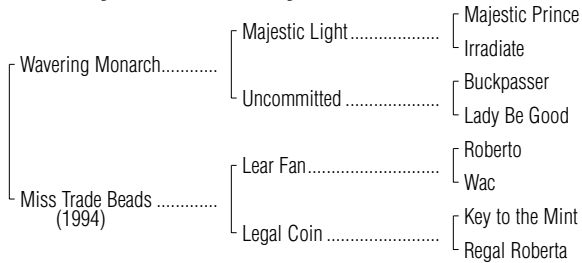 Majestic Prince
Majestic Light....................
Irradiate
Wavering Monarch............
Buckpasser
Uncommitted .....................
Lady Be Good
Roberto
Lear Fan.............................
Wac
Miss Trade Beads .............
(1994)
Key to the Mint
Legal Coin .........................
Regal Roberta